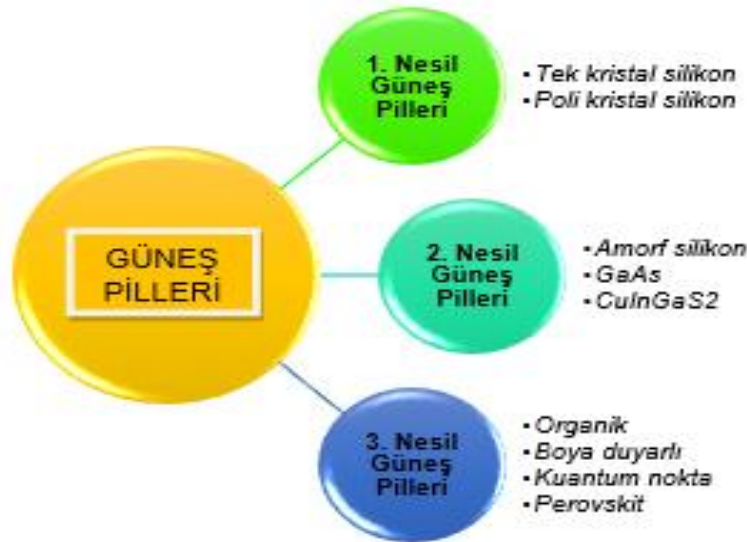 GÜNEŞ
PİLLERİ
1. Nesil
Güneş
Pilleri
• Tek kristal silikon
• Poli kristal silikon
2. Nesil
Güneş
Pilleri
• Amorf silikon
• GaAs
• CuInGaS2
3. Nesil
Güneş
Pilleri
• Organik
• Boya duyarlı
• Kuantum nokta
• Perovskit